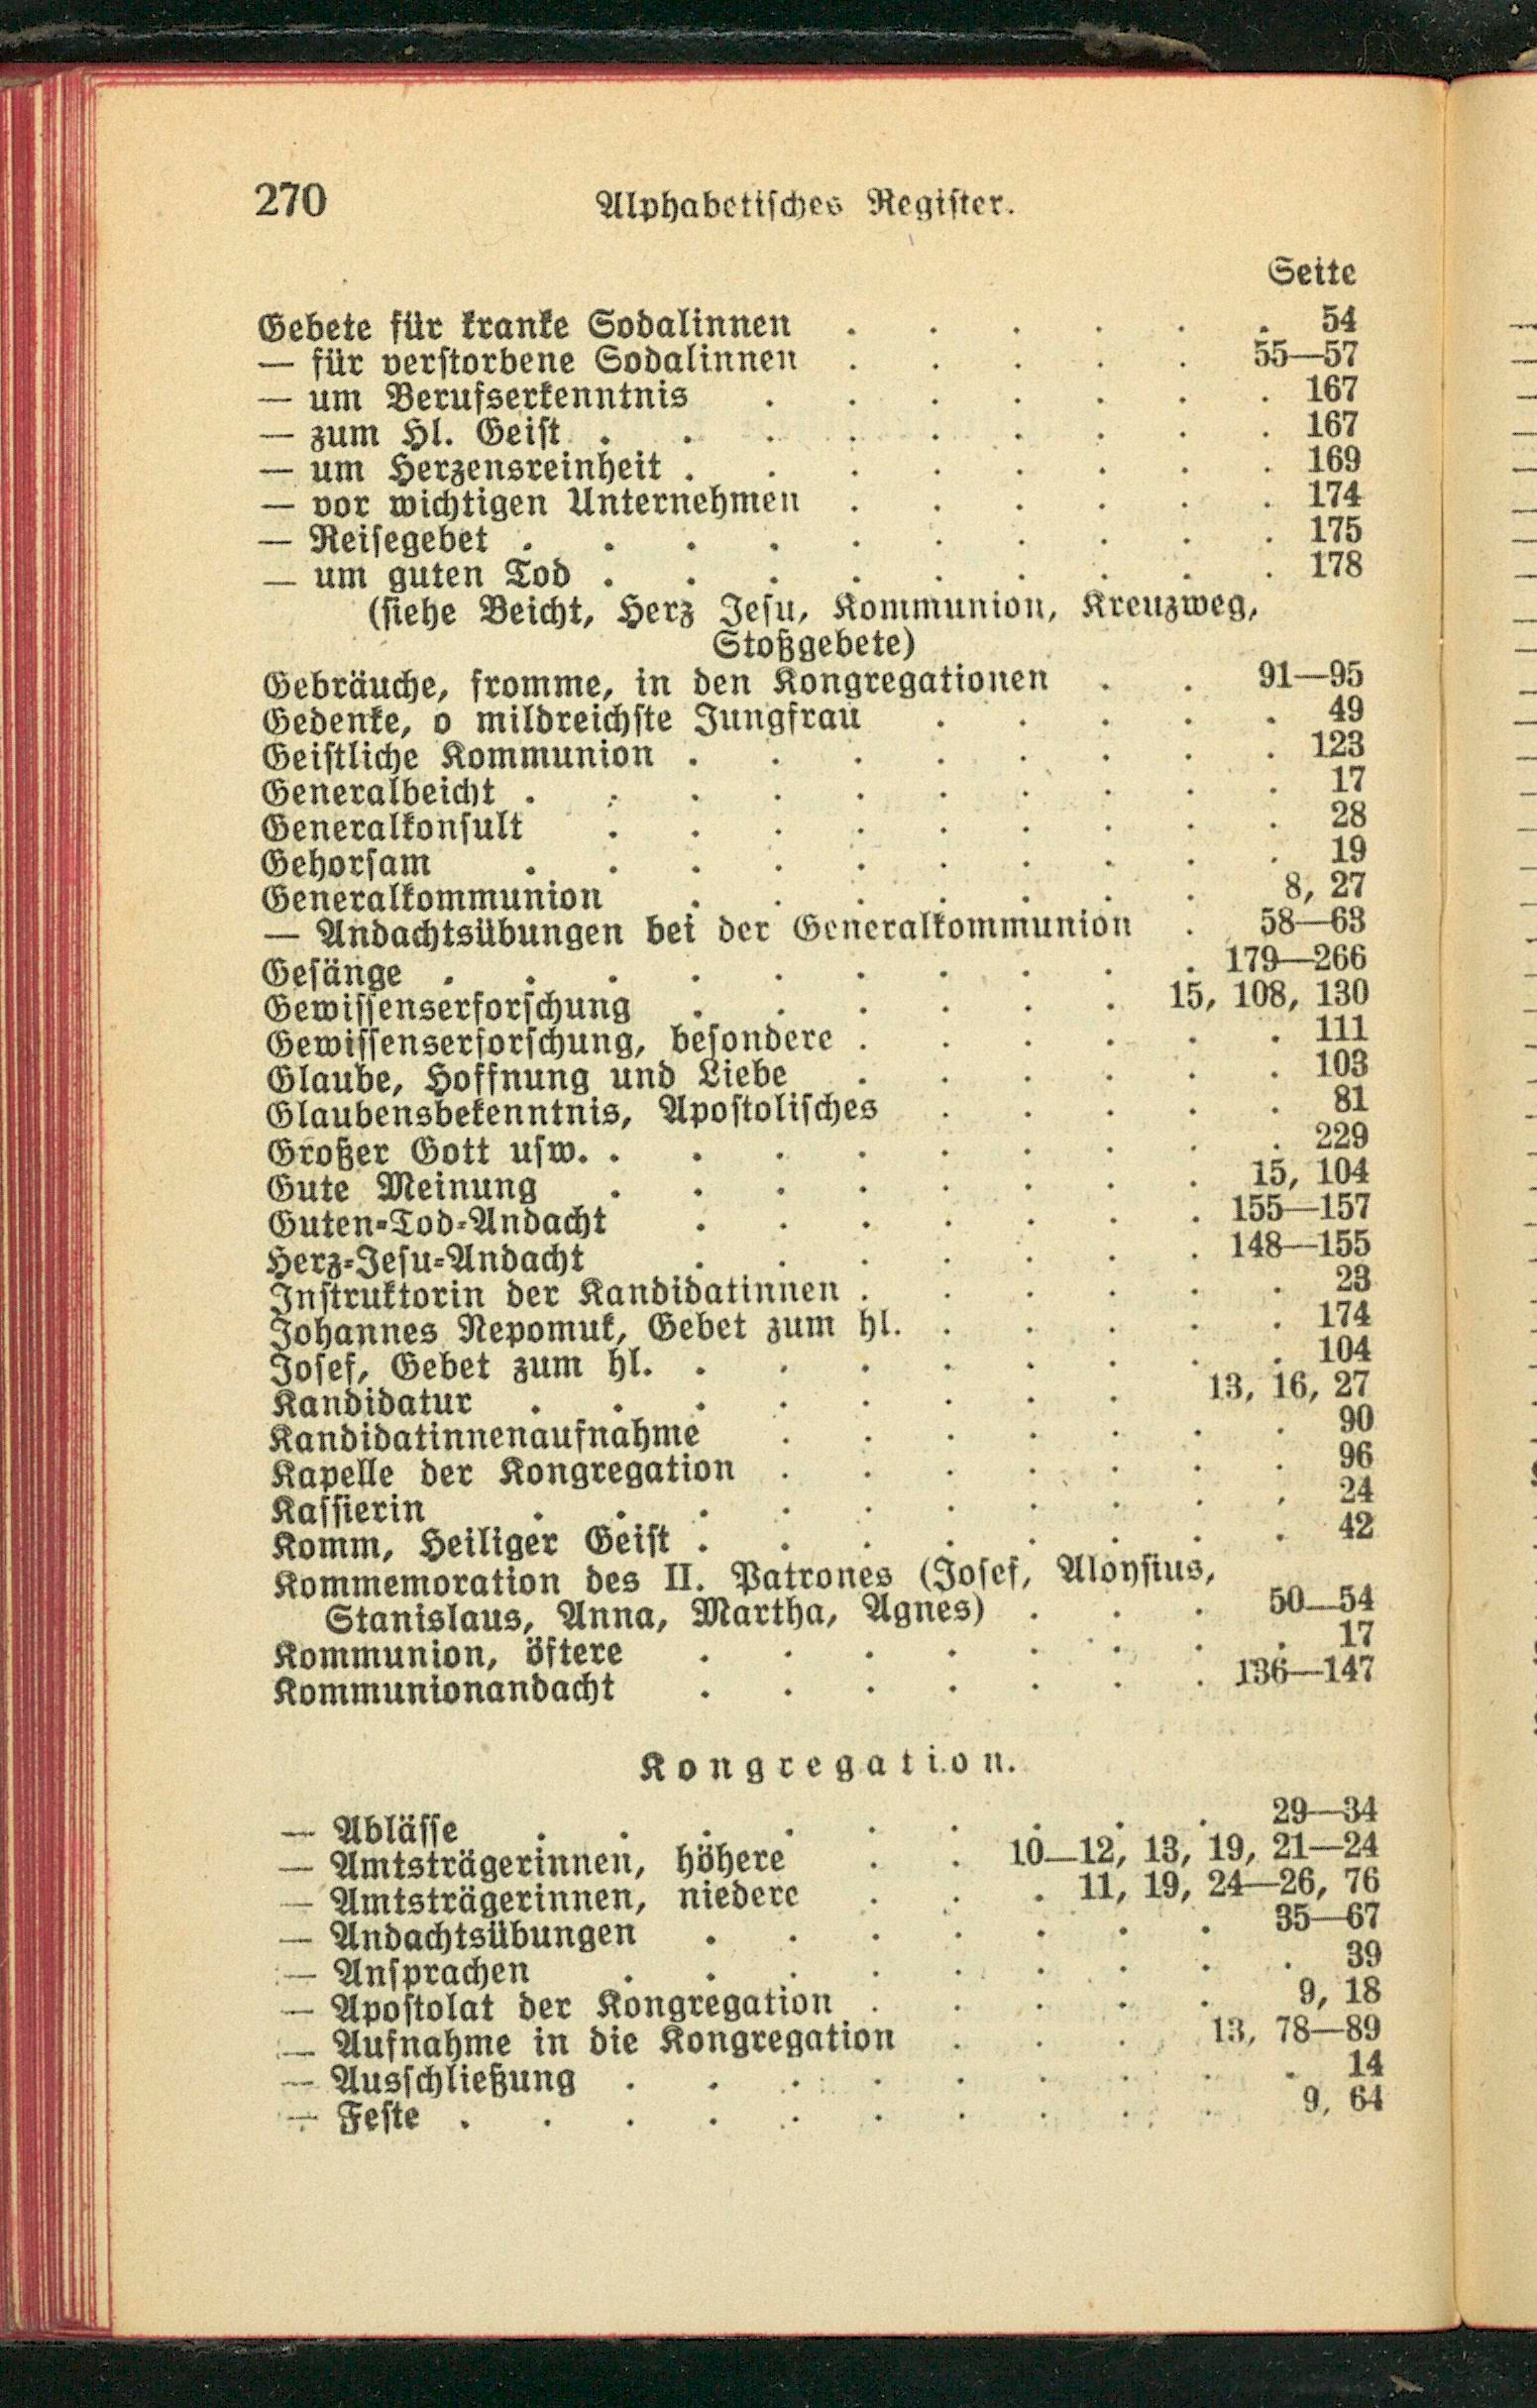 270 Alphabetisches Register.
Seite
Gebete für kranke Sodalinnen . . . . . . 54
— für verstorbene Sodalinnen . . . . . 55—57
— um Berufserkenntnis . . . . . . . 167
— zum Hl. Geist . . . . . . . . . 167
— um Herzensreinheit . . . . . . . . 169
— vor wichtigen Unternehmen . . . . . . 174
— Reisegebet . . . . . . . . . . 175
— um guten Tod . . . . . . . . . 178
(siehe Beicht, Herz Jesu, Kommunion, Kreuzweg,
Stoßgebete)
Gebräuche, fromme, in den Kongregationen . . 91—95
Gedenke, o mildreichste Jungfrau . . . . . 49
Geistliche Kommunion . . . . . . . . 123
Generalbeicht . . . . . . . . . . 17
Generalkonsult . . . . . . . . . 28
Gehorsam . . . . . . . . . . 19
Generalkommunion . . . . . . . 8, 27
— Andachtsübungen bei der Generalkommunion . 58—63
Gesänge . . . . . . . . . . 179—266
Gewissenserforschung . . . . . . 15, 108, 130
Gewissenserforschung, besondere . . . . . . 111
Glaube, Hoffnung und Liebe . . . . . . 103
Glaubensbekenntnis, Apostolisches . . . . . 81
Großer Gott usw. . . . . . . . . . 229
Gute Meinung . . . . . . . . 15, 104
Guten-Tod-Andacht . . . . . . . 155—157
Herz-Jesu-Andacht . . . . . . . 148—155
Instruktorin der Kandidatinnen . . . . . . 23
Johannes Nepomuk, Gebet zum hl. . . . . . 174
Josef, Gebet zum hl. . . . . . . . . 104
Kandidatur . . . . . . . . 13, 16, 27
Kandidatinnenaufnahme . . . . . . . 90
Kapelle der Kongregation . . . . . . . 96
Kassierin . . . . . . . . . . 24
Komm, Heiliger Geist . . . . . . . . 42
Kommemoration des II. Patrones (Josef, Aloysius,
Stanislaus, Anna, Martha, Agnes) . . . 50—54
Kommunion, öftere . . . . . . . . 17
Kommunionandacht . . . . . . . 136—147
Kongregation.
— Ablässe . . . . . . . . . 29—34
— Amtsträgerinnen, höhere . . 10—12, 13, 19, 21—24
— Amtsträgerinnen, niedere . . . 11, 19, 24—26, 76
— Andachtsübungen . . . . . . . 35—67
— Ansprachen . . . . . . . . . 39
— Apostolat der Kongregation . . . . . 9, 18
— Aufnahme in die Kongregation . . . 13, 78—89
— Ausschließung . . . . . . . . . 14
— Feste . . . . . . . . . . 9, 64